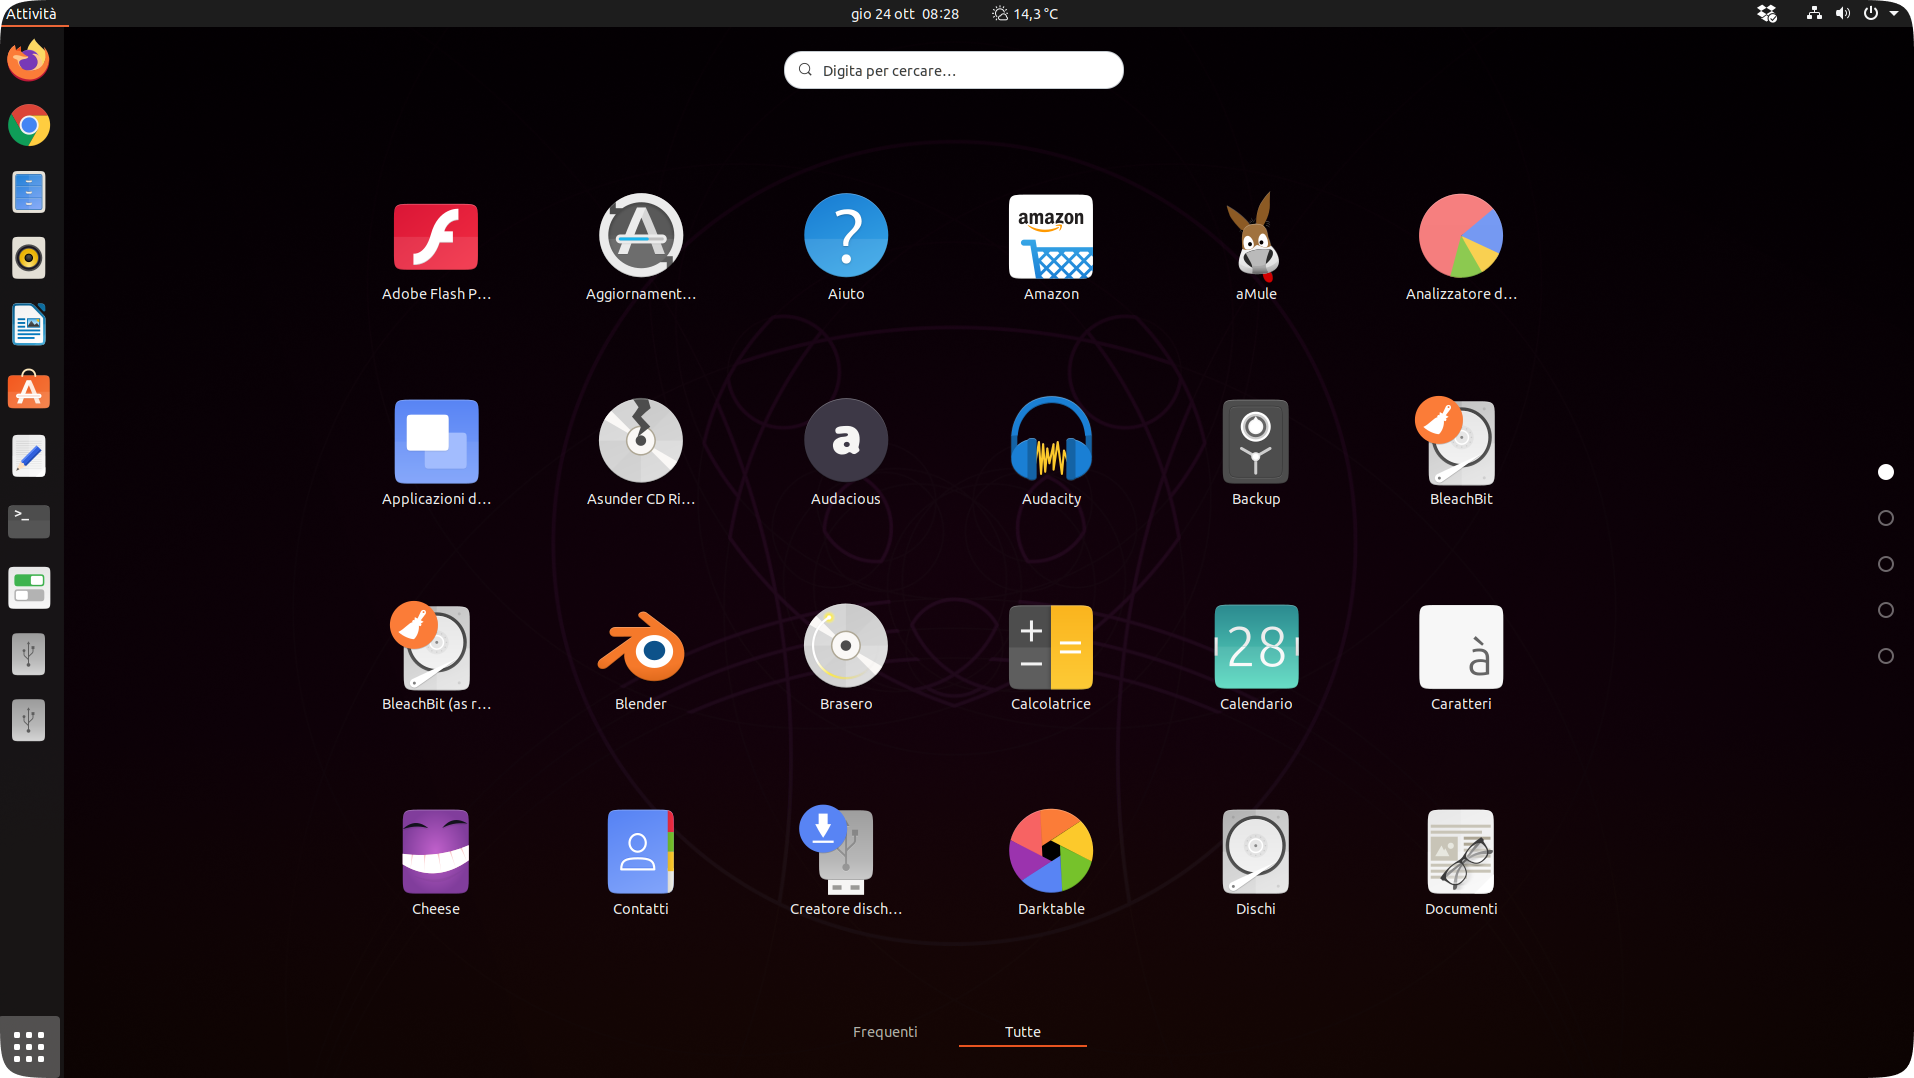 Attività
gio 24 ott 08:28
14,3 °C
Digita per cercare…
amazon
Adobe Flash P…
Aggiornament…
Aiuto
Amazon
aMule
Analizzatore d…
a
Applicazioni d…
Asunder CD Ri…
Audacious
Audacity
Backup
BleachBit
28
à
BleachBit (as r…
Blender
Brasero
Calcolatrice
Calendario
Caratteri
Cheese
Contatti
Creatore disch…
Darktable
Dischi
Documenti
Frequenti
Tutte